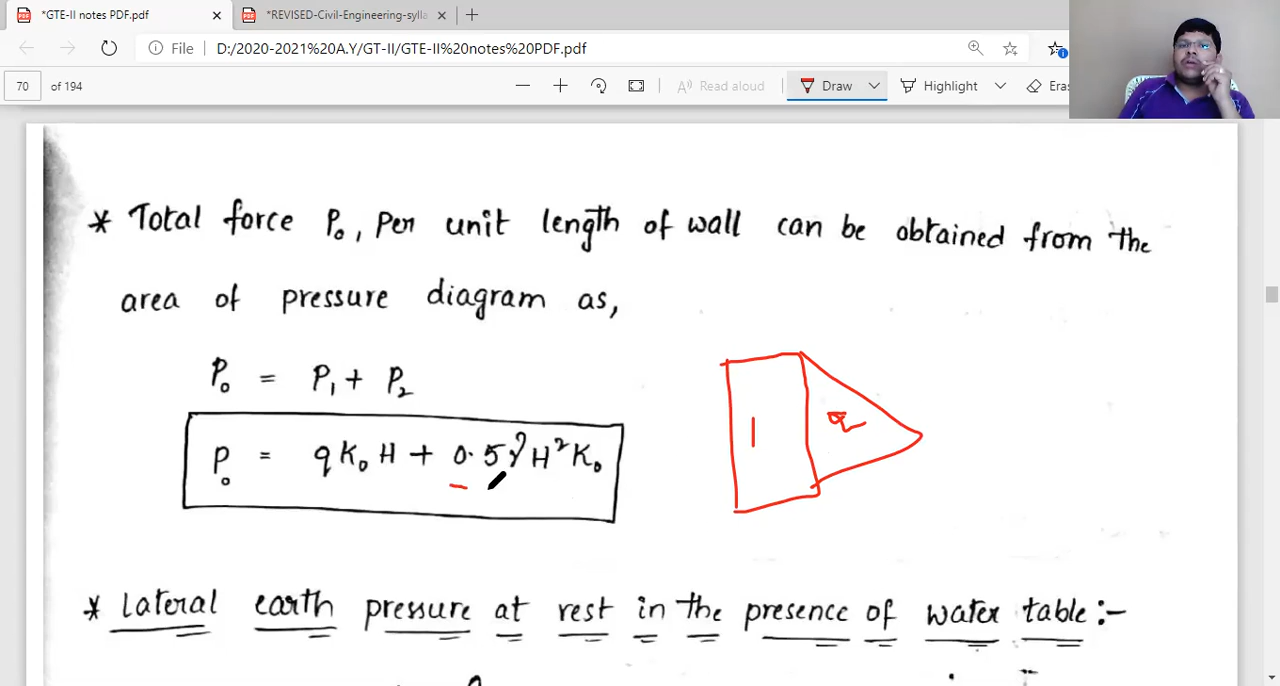 *GTE-II notes PDF.pdf
*REVISED-Civil-Engineering-sylla
File
D:/2020-2021%20A.Y/GT-II/GTE-II%20notes%20PDF.pdf
70 of 194
Read aloud
Draw
Highlight
Eras
* Total force P₀, Per unit length of wall can be obtained from the
area of pressure diagram as,
P₀ = P₁ + P₂
P₀ = qK₀H + 0.5γH²K₀
1
2
* Lateral earth pressure at rest in the presence of water table:-